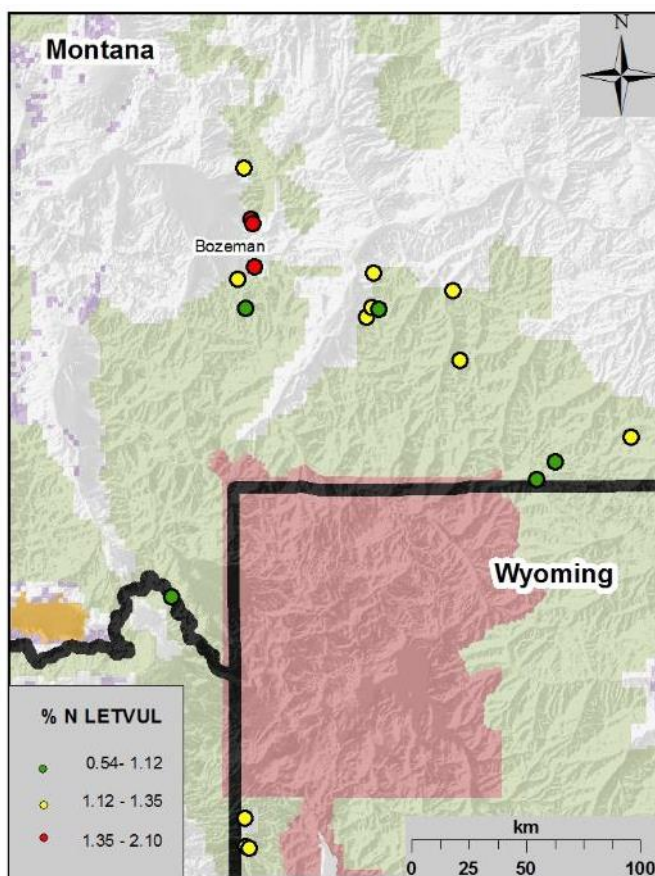 N
Montana
Bozeman
Wyoming
% N LETVUL
0.54- 1.12
1.12 - 1.35
1.35 - 2.10
km
0 25 50 100